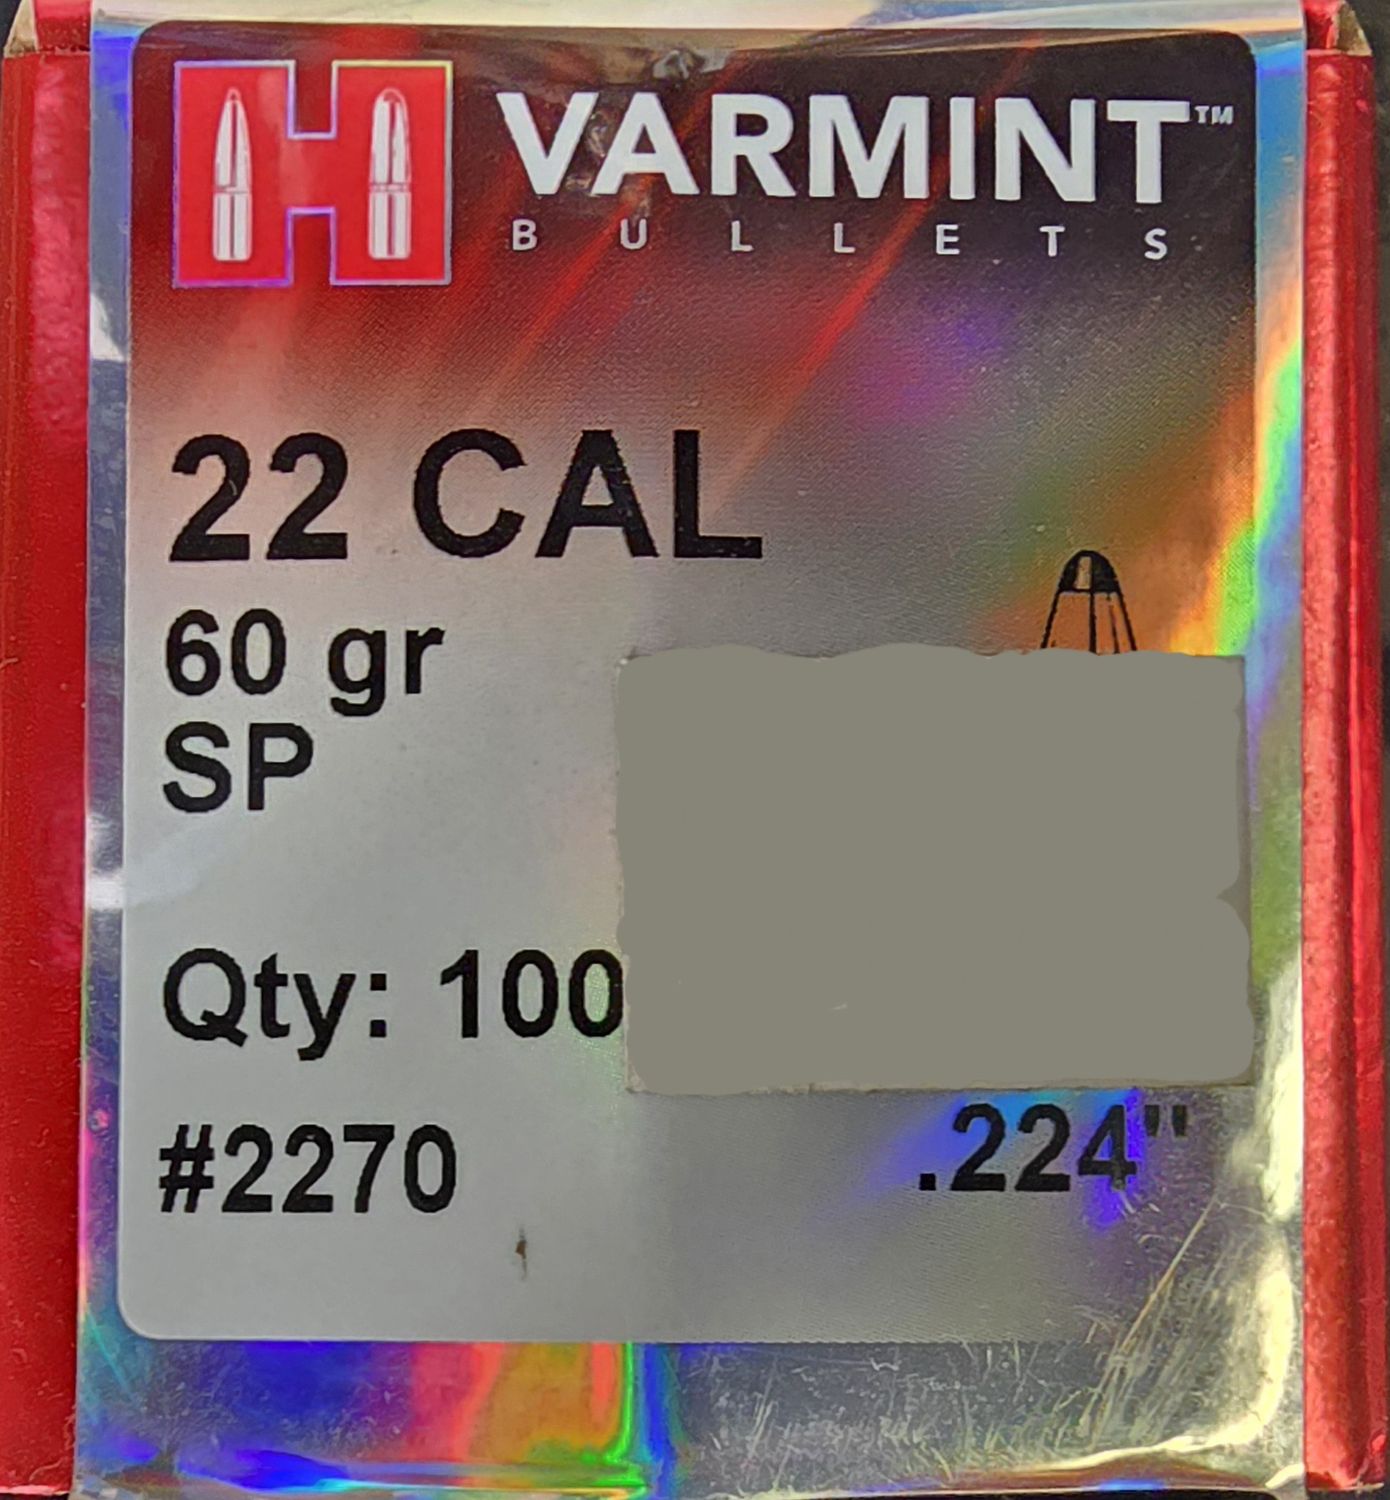 H VARMINT™
BULLETS
22 CAL
60 gr
SP
Qty: 100
#2270
.224"